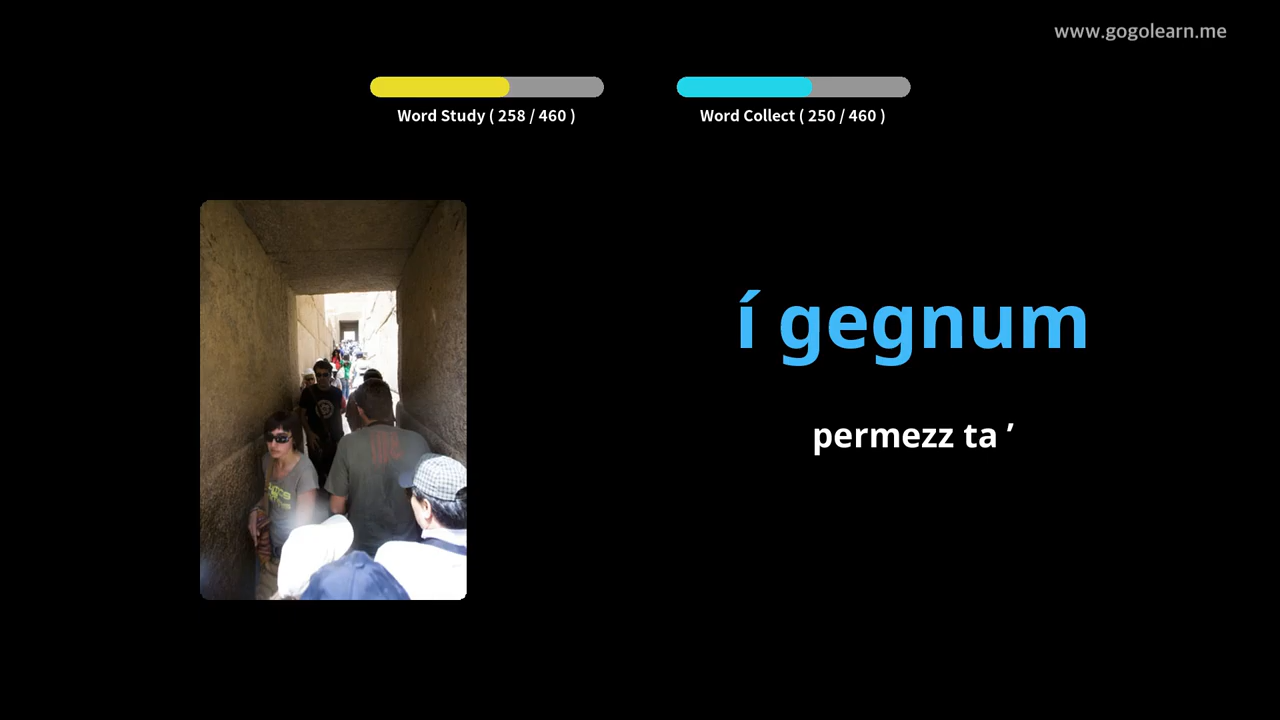 www.gogolearn.me
Word Study ( 258 / 460 )
Word Collect ( 250 / 460 )
í gegnum
permezz ta ’